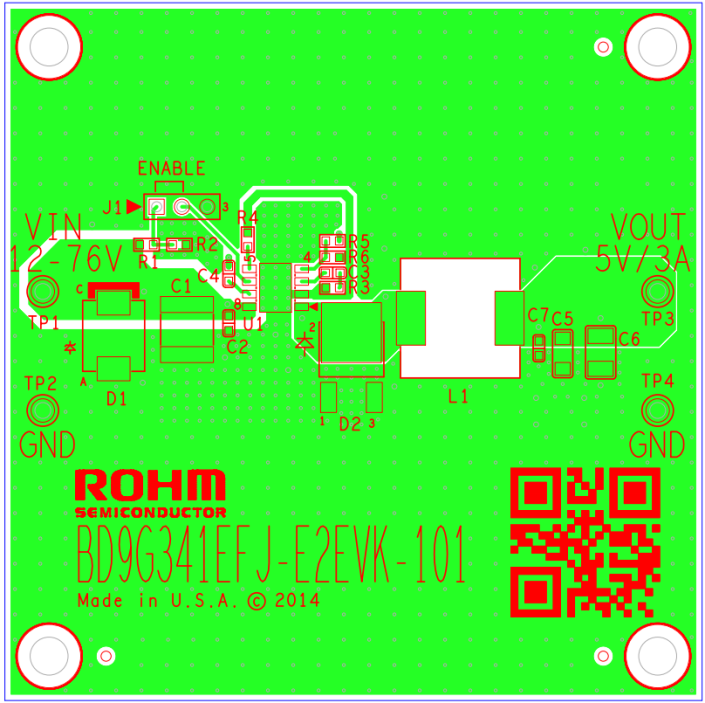 ENABLE
J1
3
R4
VIN
12-76V
VOUT
5V/3A
R1
R2
R5
R6
C3
R3
5
4
C4
8
U1
C
C1
TP1
C2
2
C7
C5
C6
TP3
TP2
A
D1
L1
TP4
1
D2
3
GND
GND
ROHM
SEMICONDUCTOR
BD9G341EFJ-E2EVK-101
Made in U.S.A. © 2014